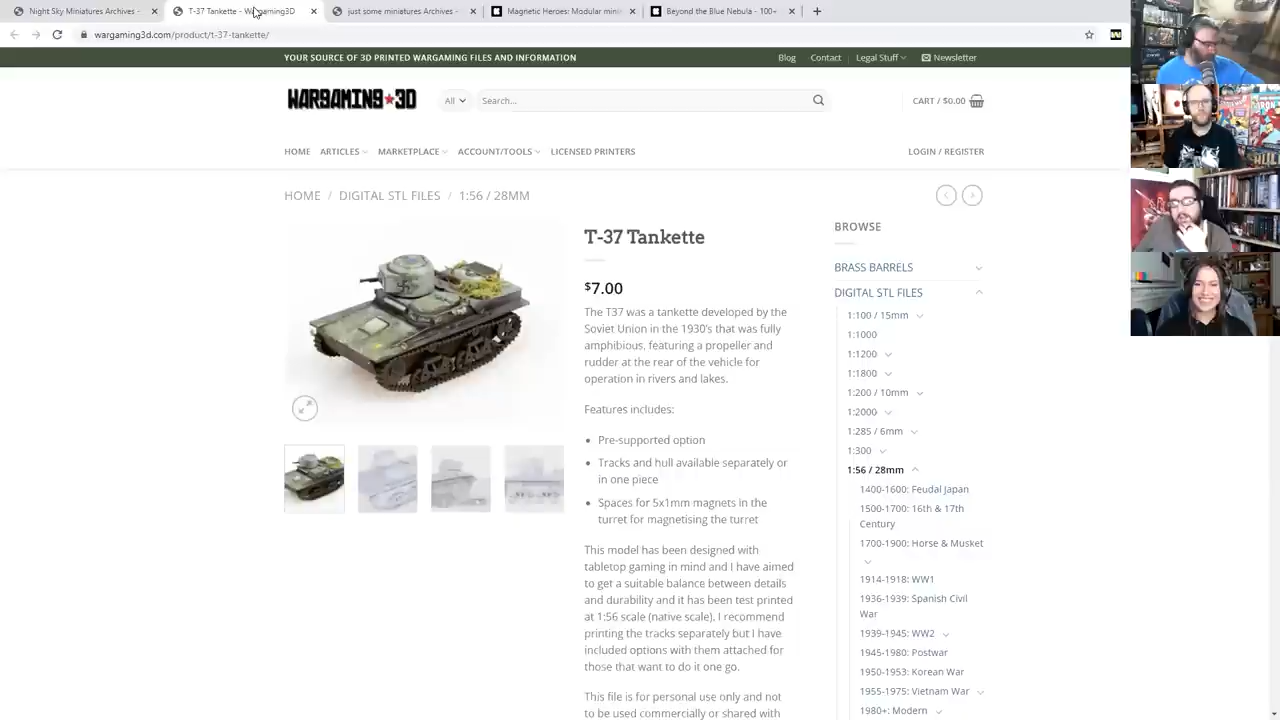 Night Sky Miniatures Archives -
T-37 Tankette - Wargaming3D
just some miniatures Archives -
Magnetic Heroes: Modular mini
Beyond the Blue Nebula - 100+
wargaming3d.com/product/t-37-tankette/
YOUR SOURCE OF 3D PRINTED WARGAMING FILES AND INFORMATION
Blog Contact Legal Stuff Newsletter
WARGAMING★3D
All Search... CART / $0.00
HOME ARTICLES MARKETPLACE ACCOUNT/TOOLS LICENSED PRINTERS LOGIN / REGISTER
HOME / DIGITAL STL FILES / 1:56 / 28MM
T-37 Tankette
$7.00
The T37 was a tankette developed by the
Soviet Union in the 1930's that was fully
amphibious, featuring a propeller and
rudder at the rear of the vehicle for
operation in rivers and lakes.
Features includes:
• Pre-supported option
• Tracks and hull available separately or
in one piece
• Spaces for 5x1mm magnets in the
turret for magnetising the turret
This model has been designed with
tabletop gaming in mind and I have aimed
to get a suitable balance between details
and durability and it has been test printed
at 1:56 scale (native scale). I recommend
printing the tracks separately but I have
included options with them attached for
those that want to do it one go.
This file is for personal use only and not
to be used commercially or shared with
BROWSE
BRASS BARRELS
DIGITAL STL FILES
1:100 / 15mm
1:1000
1:1200
1:1800
1:200 / 10mm
1:2000
1:285 / 6mm
1:300
1:56 / 28mm
1400-1600: Feudal Japan
1500-1700: 16th & 17th
Century
1700-1900: Horse & Musket
1914-1918: WW1
1936-1939: Spanish Civil
War
1939-1945: WW2
1945-1980: Postwar
1950-1953: Korean War
1955-1975: Vietnam War
1980+: Modern